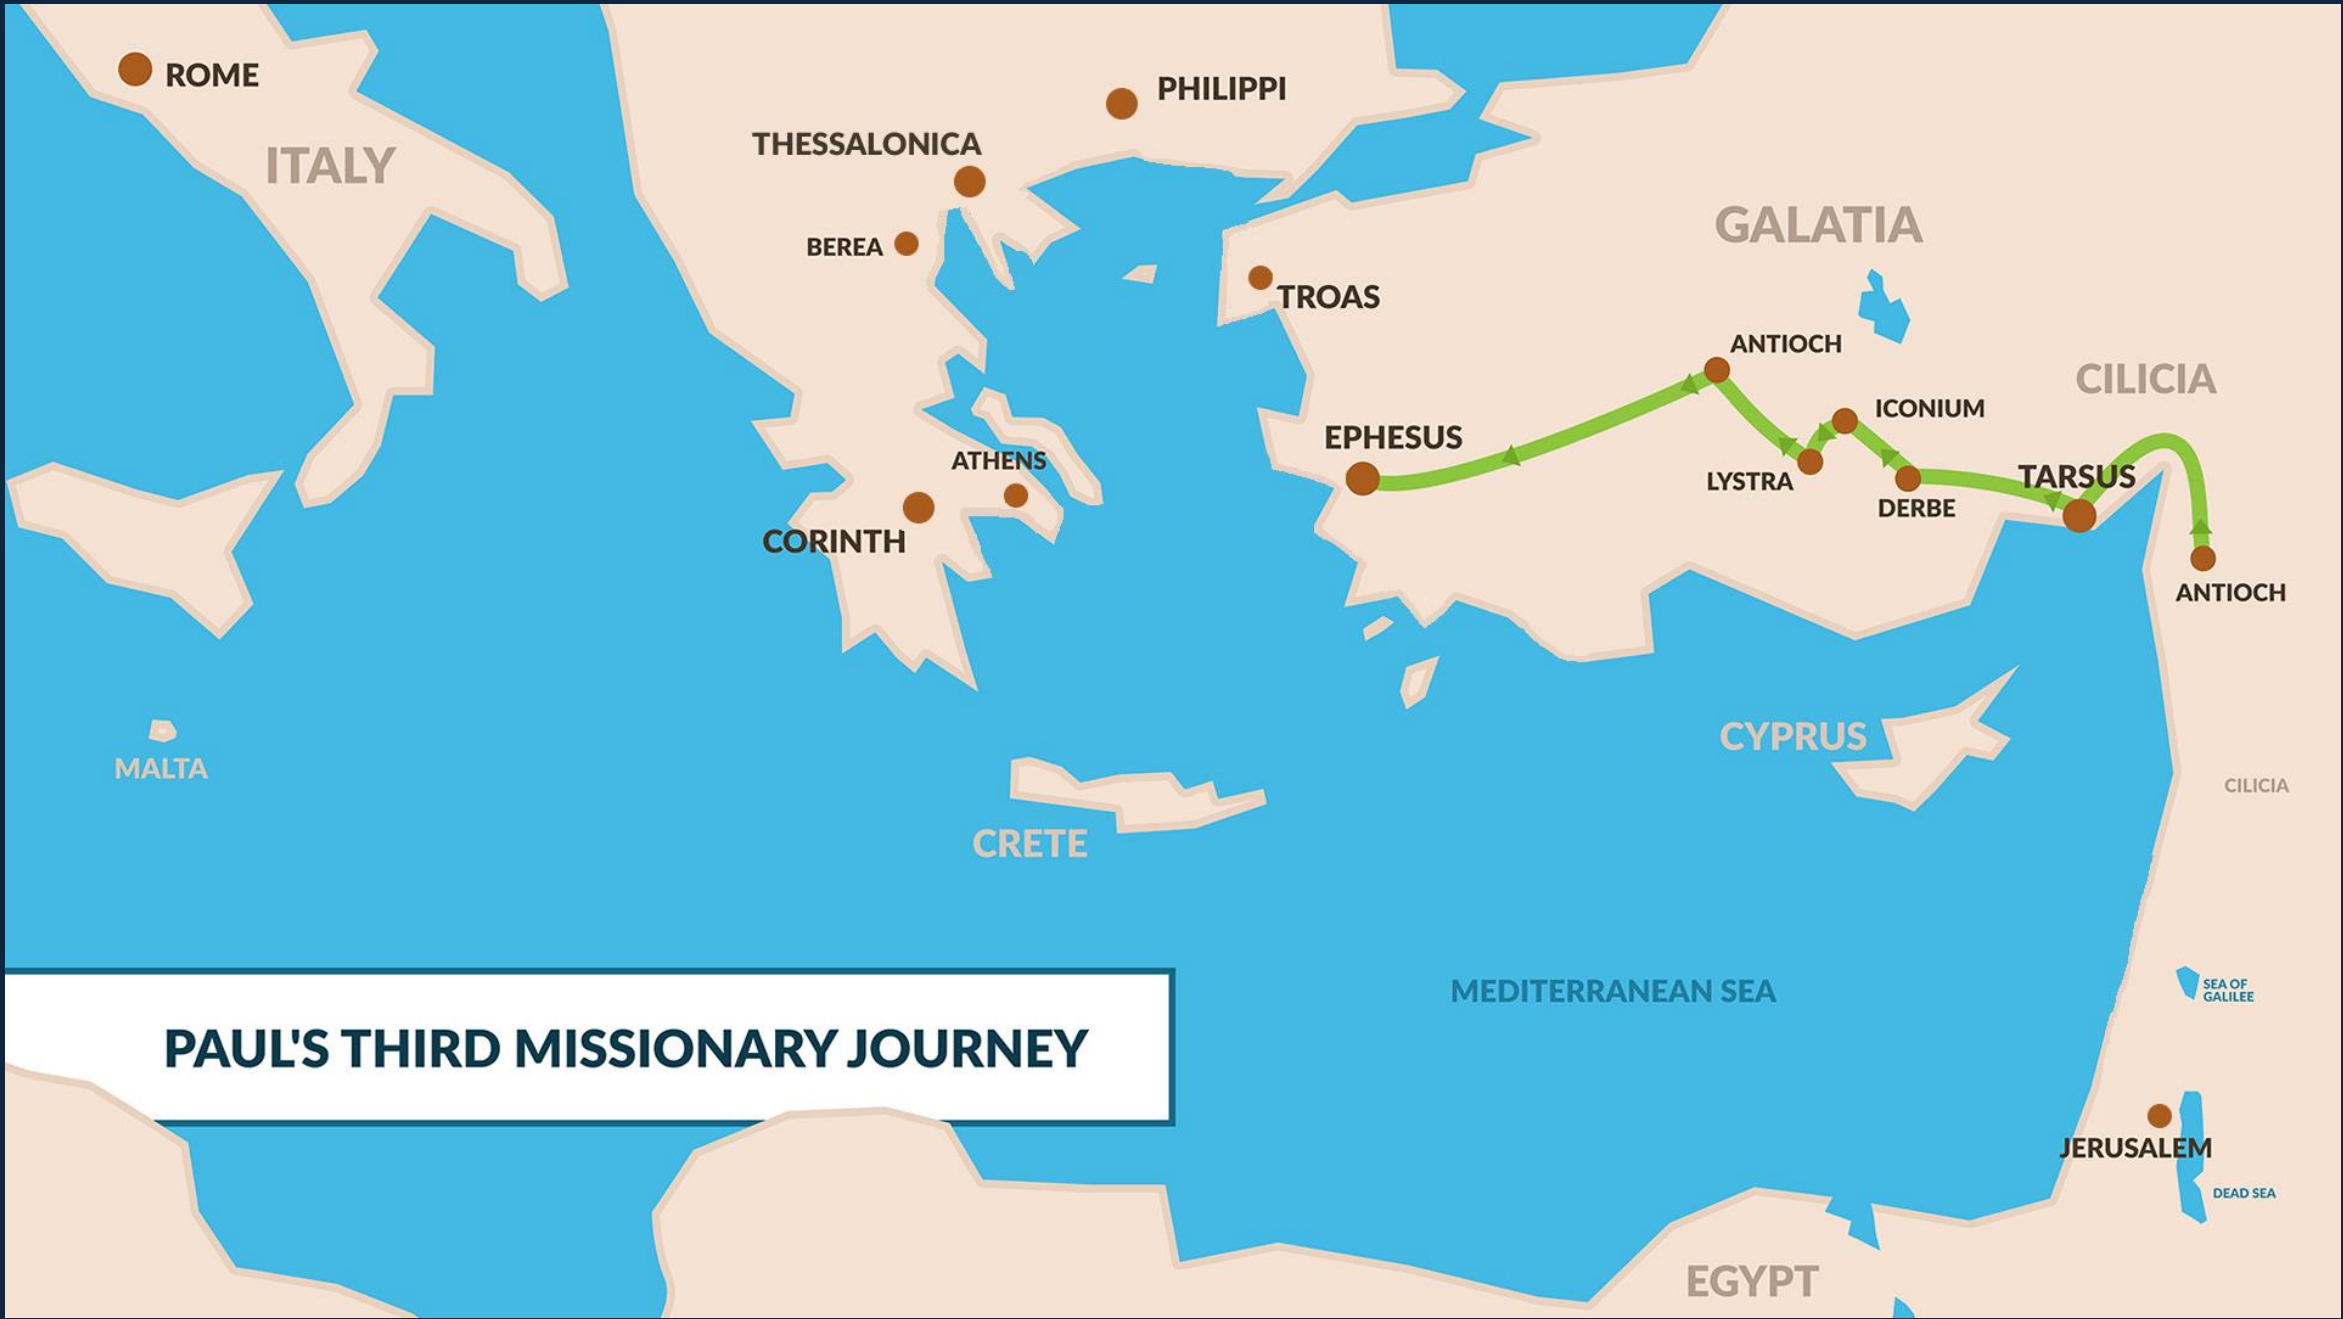 ROME
PHILIPPI
THESSALONICA
ITALY
GALATIA
BEREA
TROAS
ANTIOCH
CILICIA
ICONIUM
EPHESUS
ATHENS
LYSTRA
TARSUS
DERBE
CORINTH
ANTIOCH
CYPRUS
MALTA
CILICIA
CRETE
MEDITERRANEAN SEA
SEA OF
GALILEE
PAUL'S THIRD MISSIONARY JOURNEY
JERUSALEM
DEAD SEA
EGYPT